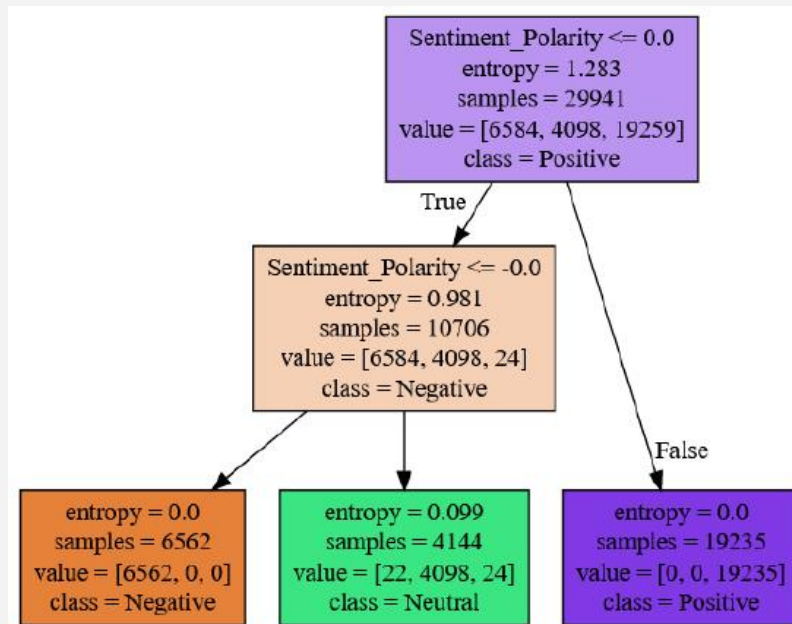 Sentiment_Polarity <= 0.0
entropy = 1.283
samples = 29941
value = [6584, 4098, 19259]
class = Positive
True
Sentiment_Polarity <= -0.0
entropy = 0.981
samples = 10706
value = [6584, 4098, 24]
class = Negative
False
entropy = 0.0
samples = 6562
value = [6562, 0, 0]
class = Negative
entropy = 0.099
samples = 4144
value = [22, 4098, 24]
class = Neutral
entropy = 0.0
samples = 19235
value = [0, 0, 19235]
class = Positive